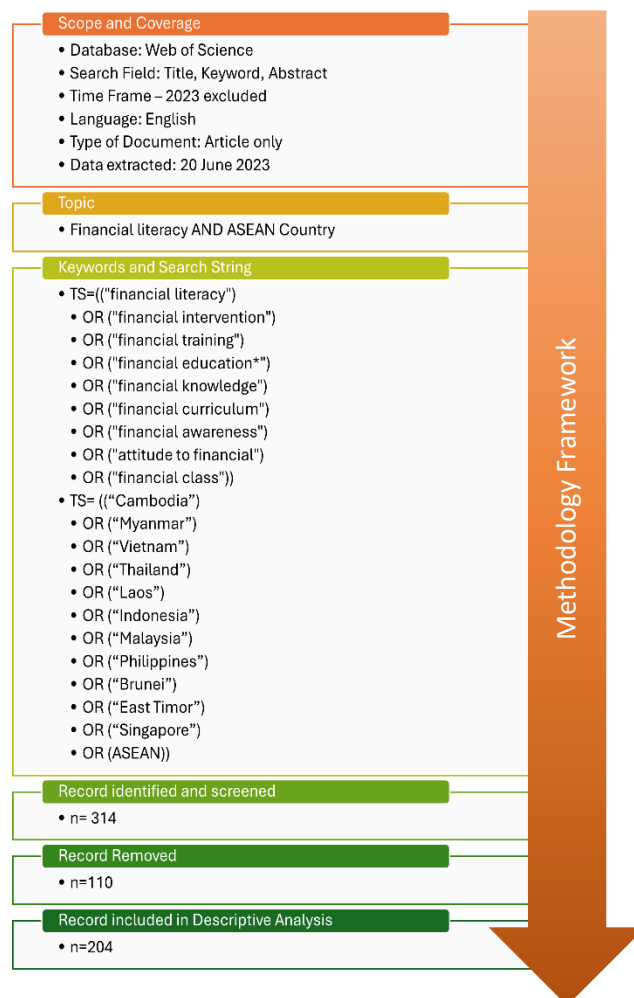 Scope and Coverage
• Database: Web of Science
• Search Field: Title, Keyword, Abstract
• Time Frame – 2023 excluded
• Language: English
• Type of Document: Article only
• Data extracted: 20 June 2023
Topic
• Financial literacy AND ASEAN Country
Keywords and Search String
• TS=(("financial literacy")
• OR ("financial intervention")
• OR ("financial training")
• OR ("financial education*")
• OR ("financial knowledge")
• OR ("financial curriculum")
• OR ("financial awareness")
• OR ("attitude to financial")
• OR ("financial class"))
• TS= ((“Cambodia”)
• OR (“Myanmar”)
• OR (“Vietnam”)
• OR (“Thailand”)
• OR (“Laos”)
• OR (“Indonesia”)
• OR (“Malaysia”)
• OR (“Philippines”)
• OR (“Brunei”)
• OR (“East Timor”)
• OR (“Singapore”)
• OR (ASEAN))
Record identified and screened
• n= 314
Record Removed
• n=110
Record included in Descriptive Analysis
• n=204
Methodology Framework